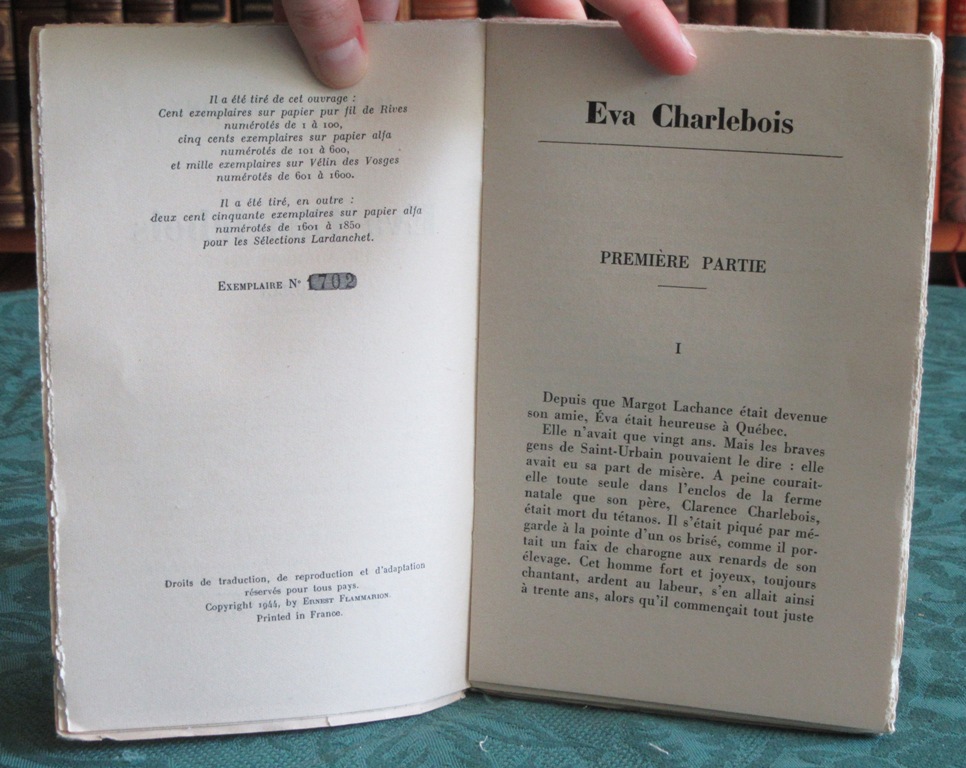 Il a été tiré de cet ouvrage :
Cent exemplaires sur papier pur fil de Rives
numérotés de 1 à 100,
cinq cents exemplaires sur papier alfa
numérotés de 101 à 600,
et mille exemplaires sur Vélin des Vosges
numérotés de 601 à 1600.
Il a été tiré, en outre :
deux cent cinquante exemplaires sur papier alfa
numérotés de 1601 à 1850
pour les Sélections Lardanchet.
EXEMPLAIRE N° 1702
Droits de traduction, de reproduction et d'adaptation
réservés pour tous pays.
Copyright 1944, by ERNEST FLAMMARION.
Printed in France.
Eva Charlebois
PREMIÈRE PARTIE
I
Depuis que Margot Lachance était devenue
son amie, Éva était heureuse à Québec.
Elle n'avait que vingt ans. Mais les braves
gens de Saint-Urbain pouvaient le dire : elle
avait eu sa part de misère. A peine courait-
elle toute seule dans l'enclos de la ferme
natale que son père, Clarence Charlebois,
était mort du tétanos. Il s'était piqué par mé-
garde à la pointe d'un os brisé, comme il por-
tait un faix de charogne aux renards de son
élevage. Cet homme fort et joyeux, toujours
chantant, ardent au labeur, s'en allait ainsi
à trente ans, alors qu'il commençait tout juste